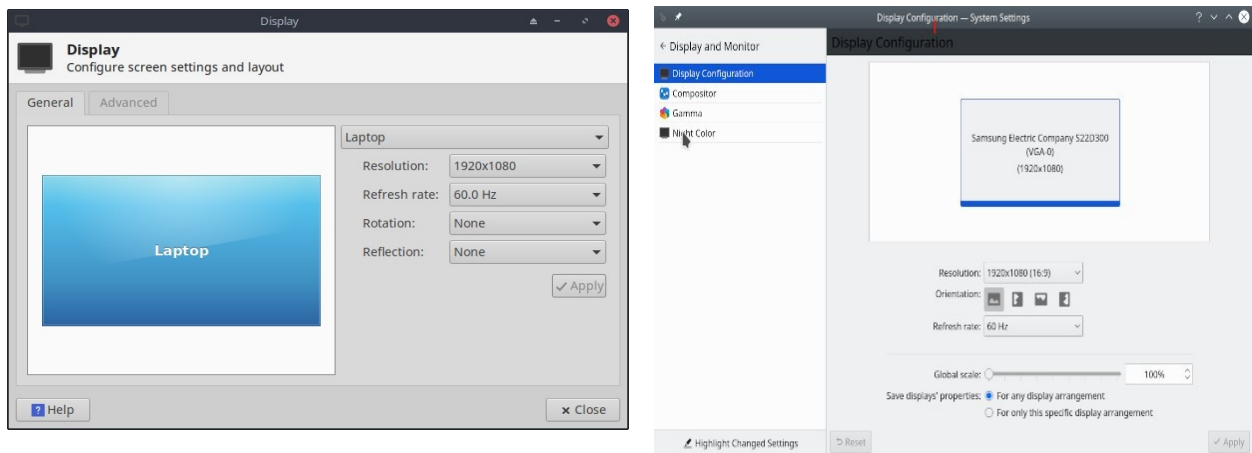 Display
Display
Configure screen settings and layout
General Advanced
Laptop
Laptop
Resolution: 1920x1080
Refresh rate: 60.0 Hz
Rotation: None
Reflection: None
Apply
Help
Close
Display Configuration — System Settings
Display and Monitor
Display Configuration
Compositor
Gamma
Night Color
Highlight Changed Settings
Display Configuration
Samsung Electric Company S22D300
(VGA-0)
(1920x1080)
Resolution: 1920x1080 (16:9)
Orientation:
Refresh rate: 60 Hz
Global scale: 100%
Save displays' properties: For any display arrangement
For only this specific display arrangement
Reset
Apply